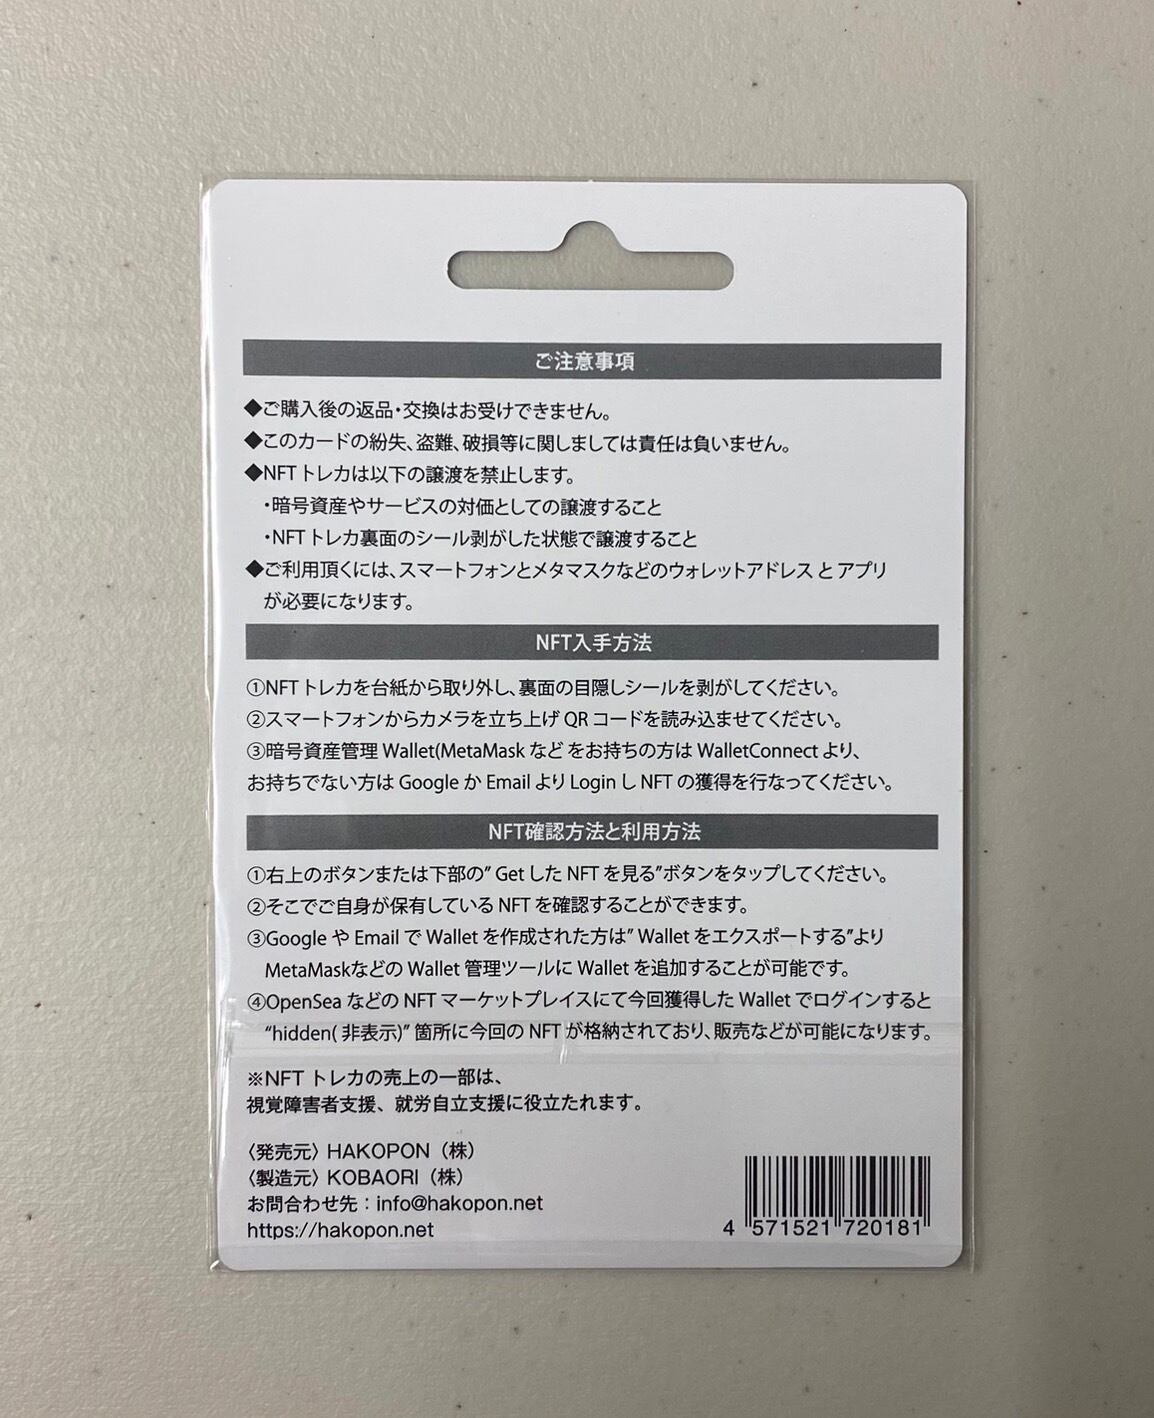 ご注意事項
◆ご購入後の返品・交換はお受けできません。
◆このカードの紛失、盗難、破損等に関しましては責任は負いません。
◆NFTトレカは以下の譲渡を禁止します。
・暗号資産やサービスの対価としての譲渡すること
・NFTトレカ裏面のシール剥がした状態で譲渡すること
◆ご利用頂くには、スマートフォンとメタマスクなどのウォレットアドレス と アプリ
が必要になります。
NFT入手方法
①NFTトレカを台紙から取り外し、裏面の目隠しシールを剥がしてください。
②スマートフォンからカメラを立ち上げ QR コードを読み込ませてください。
③暗号資産管理 Wallet(MetaMask など をお持ちの方は WalletConnect より、
お持ちでない方は Google か Email より Login し NFT の獲得を行なってください。
NFT確認方法と利用方法
①右上のボタンまたは下部の” Get した NFT を見る”ボタンをタップしてください。
②そこでご自身が保有している NFT を確認することができます。
③Google や Email で Wallet を作成された方は” Wallet をエクスポートする”より
MetaMaskなどの Wallet 管理ツールに Wallet を追加することが可能です。
④OpenSea などの NFT マーケットプレイスにて今回獲得した Wallet でログインすると
“hidden( 非表示)” 箇所に今回の NFT が格納されており、販売などが可能になります。
※NFT トレカの売上の一部は、
視覚障害者支援、就労自立支援に役立たれます。
〈発売元〉HAKOPON（株）
〈製造元〉KOBAORI（株）
お問合わせ先：info@hakopon.net
https://hakopon.net
4 571521 720181